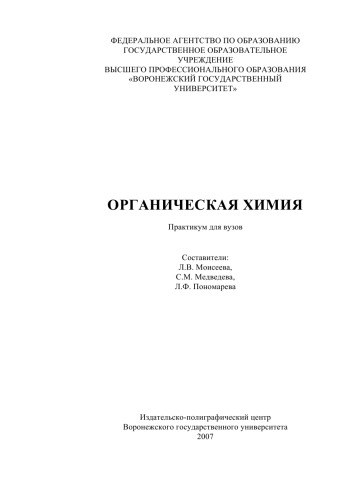 ФЕДЕРАЛЬНОЕ АГЕНТСТВО ПО ОБРАЗОВАНИЮ
ГОСУДАРСТВЕННОЕ ОБРАЗОВАТЕЛЬНОЕ
УЧРЕЖДЕНИЕ
ВЫСШЕГО ПРОФЕССИОНАЛЬНОГО ОБРАЗОВАНИЯ
«ВОРОНЕЖСКИЙ ГОСУДАРСТВЕННЫЙ
УНИВЕРСИТЕТ»
ОРГАНИЧЕСКАЯ ХИМИЯ
Практикум для вузов
Составители:
Л.В. Моисеева,
С.М. Медведева,
Л.Ф. Пономарева
Издательско-полиграфический центр
Воронежского государственного университета
2007